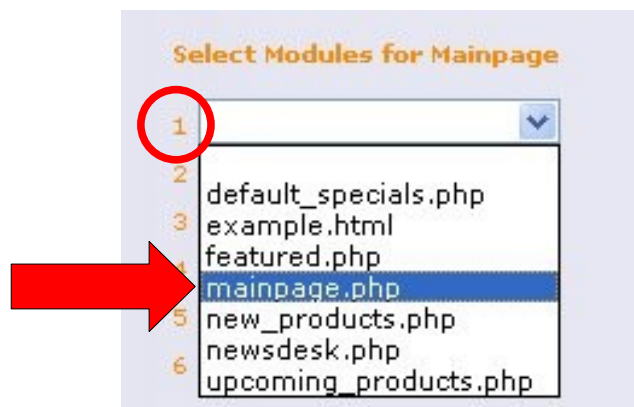 Select Modules for Mainpage
1
2
default_specials.php
3
example.html
featured.php
mainpage.php
5
new_products.php
newsdesk.php
6
upcoming_products.php